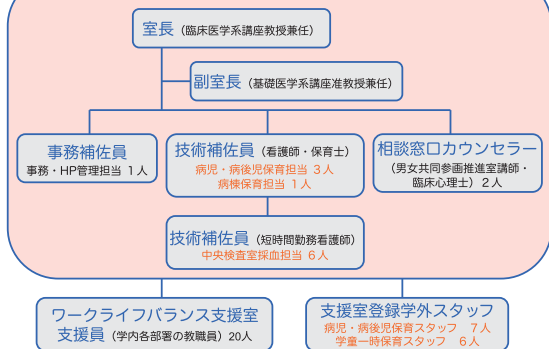 室長（臨床医学系講座教授兼任）
副室長（基礎医学系講座准教授兼任）
事務補佐員
事務・HP管理担当 1人
技術補佐員（看護師・保育士）
病児・病後児保育担当 3人
病棟保育担当 1人
相談窓口カウンセラー
（男女共同参画推進室講師・
臨床心理士）2人
技術補佐員（短時間勤務看護師）
中央検査室採血担当 6人
ワークライフバランス支援室
支援員（学内各部署の教職員）20人
支援室登録学外スタッフ
病児・病後児保育スタッフ 7人
学童一時保育スタッフ 6人